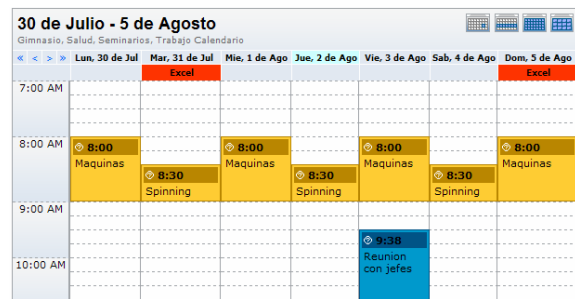 30 de Julio - 5 de Agosto
Gimnasio, Salud, Seminarios, Trabajo Calendario
« < > » Lun, 30 de Jul Mar, 31 de Jul Mie, 1 de Ago Jue, 2 de Ago Vie, 3 de Ago Sab, 4 de Ago Dom, 5 de Ago
Excel Excel
7:00 AM
8:00 AM
8:00 8:00 8:00 8:00
Maquinas Maquinas Maquinas Maquinas
8:30 8:30 8:30
Spinning Spinning Spinning
9:00 AM
9:38
Reunion
con jefes
10:00 AM